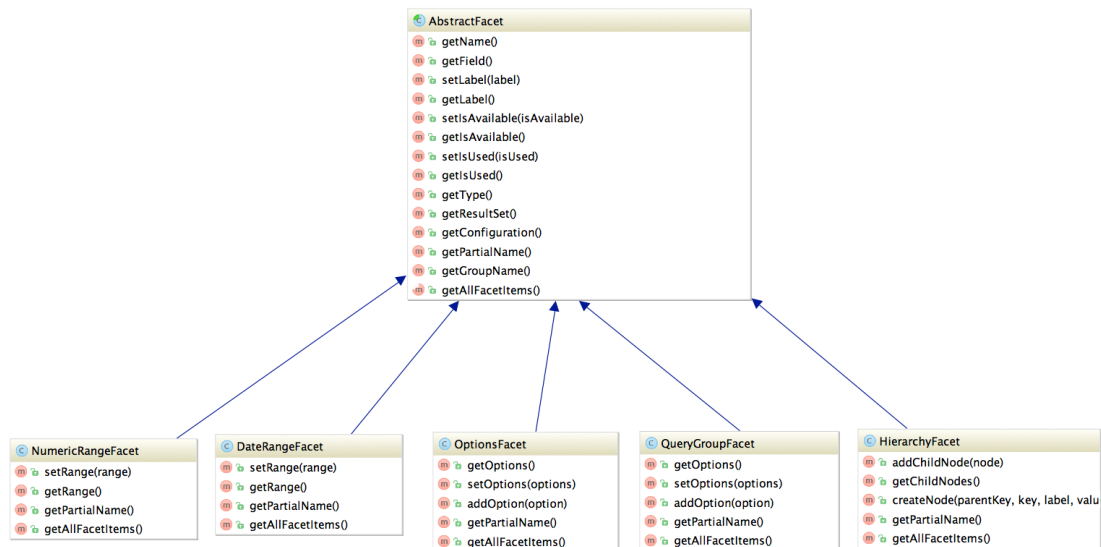 AbstractFacet
getName()
getField()
setLabel(label)
getLabel()
setIsAvailable(isAvailable)
getIsAvailable()
setIsUsed(isUsed)
getIsUsed()
getType()
getResultSet()
getConfiguration()
getPartialName()
getGroupName()
getAllFacetItems()
NumericRangeFacet
setRange(range)
getRange()
getPartialName()
getAllFacetItems()
DateRangeFacet
setRange(range)
getRange()
getPartialName()
getAllFacetItems()
OptionsFacet
getOptions()
setOptions(options)
addOption(option)
getPartialName()
getAllFacetItems()
QueryGroupFacet
getOptions()
setOptions(options)
addOption(option)
getPartialName()
getAllFacetItems()
HierarchyFacet
addChildNode(node)
getChildNodes()
createNode(parentKey, key, label, valu
getPartialName()
getAllFacetItems()